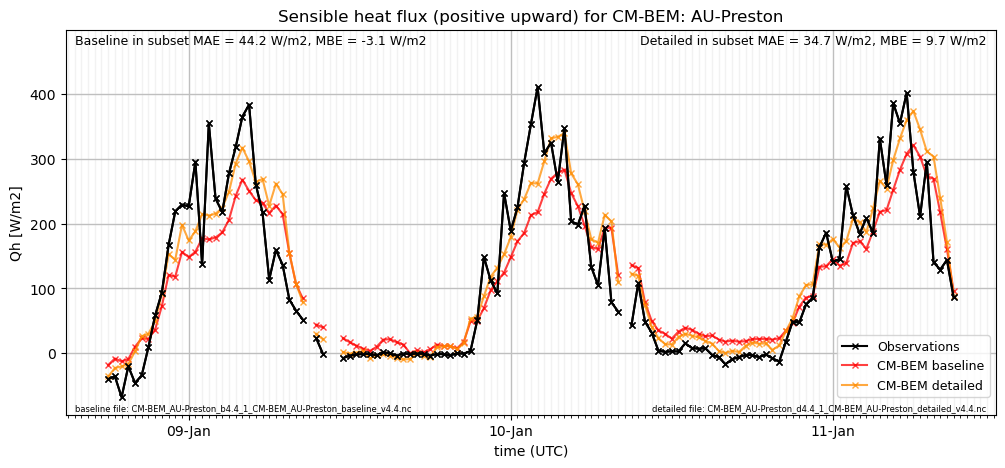 Sensible heat flux (positive upward) for CM-BEM: AU-Preston
Baseline in subset MAE = 44.2 W/m2, MBE = -3.1 W/m2
Detailed in subset MAE = 34.7 W/m2, MBE = 9.7 W/m2
Qh [W/m2]
400
300
200
100
0
Observations
CM-BEM baseline
CM-BEM detailed
baseline file: CM-BEM_AU-Preston_b4.4_1_CM-BEM_AU-Preston_baseline_v4.4.nc
detailed file: CM-BEM_AU-Preston_d4.4_1_CM-BEM_AU-Preston_detailed_v4.4.nc
09-Jan
10-Jan
11-Jan
time (UTC)